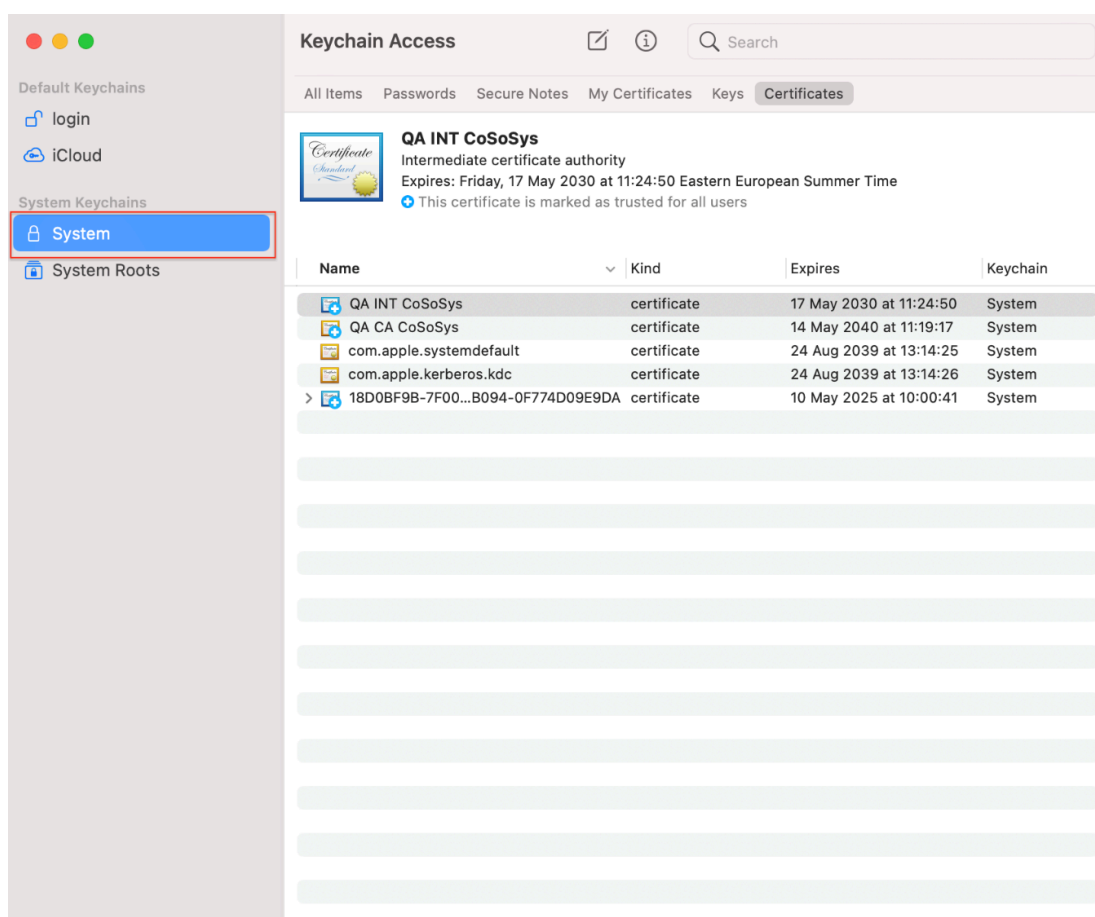 Keychain Access
Search
Default Keychains
login
iCloud
System Keychains
System
System Roots
All Items Passwords Secure Notes My Certificates Keys Certificates
Certificate
Standard
QA INT CoSoSys
Intermediate certificate authority
Expires: Friday, 17 May 2030 at 11:24:50 Eastern European Summer Time
This certificate is marked as trusted for all users
Name Kind Expires Keychain
QA INT CoSoSys certificate 17 May 2030 at 11:24:50 System
QA CA CoSoSys certificate 14 May 2040 at 11:19:17 System
com.apple.systemdefault certificate 24 Aug 2039 at 13:14:25 System
com.apple.kerberos.kdc certificate 24 Aug 2039 at 13:14:26 System
18D0BF9B-7F00...B094-0F774D09E9DA certificate 10 May 2025 at 10:00:41 System